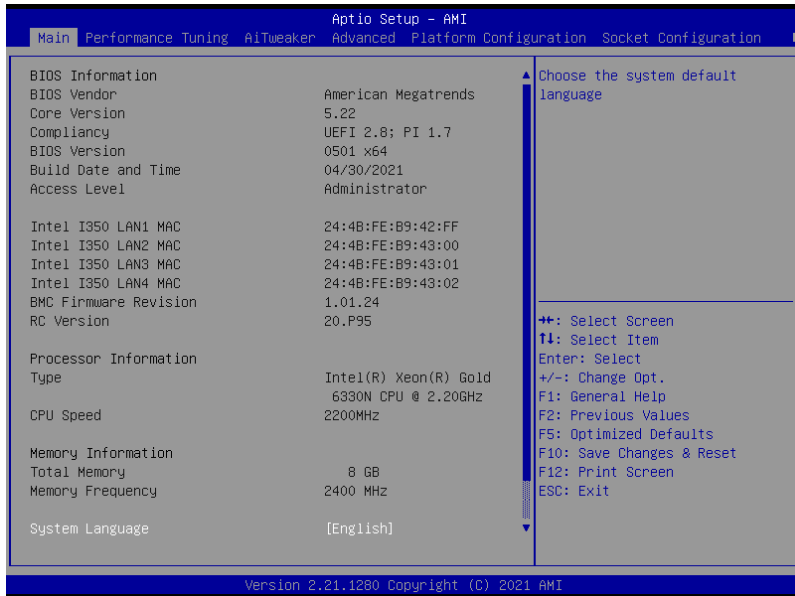 Aptio Setup – AMI
Main Performance Tuning AiTweaker Advanced Platform Configuration Socket Configuration
BIOS Information
BIOS Vendor American Megatrends
Core Version 5.22
Compliancy UEFI 2.8; PI 1.7
BIOS Version 0501 x64
Build Date and Time 04/30/2021
Access Level Administrator
Intel I350 LAN1 MAC 24:4B:FE:B9:42:FF
Intel I350 LAN2 MAC 24:4B:FE:B9:43:00
Intel I350 LAN3 MAC 24:4B:FE:B9:43:01
Intel I350 LAN4 MAC 24:4B:FE:B9:43:02
BMC Firmware Revision 1.01.24
RC Version 20.P95
Processor Information
Type Intel(R) Xeon(R) Gold
6330N CPU @ 2.20GHz
CPU Speed 2200MHz
Memory Information
Total Memory 8 GB
Memory Frequency 2400 MHz
System Language [English]
Choose the system default
language
→←: Select Screen
↑↓: Select Item
Enter: Select
+/-: Change Opt.
F1: General Help
F2: Previous Values
F5: Optimized Defaults
F10: Save Changes & Reset
F12: Print Screen
ESC: Exit
Version 2.21.1280 Copyright (C) 2021 AMI